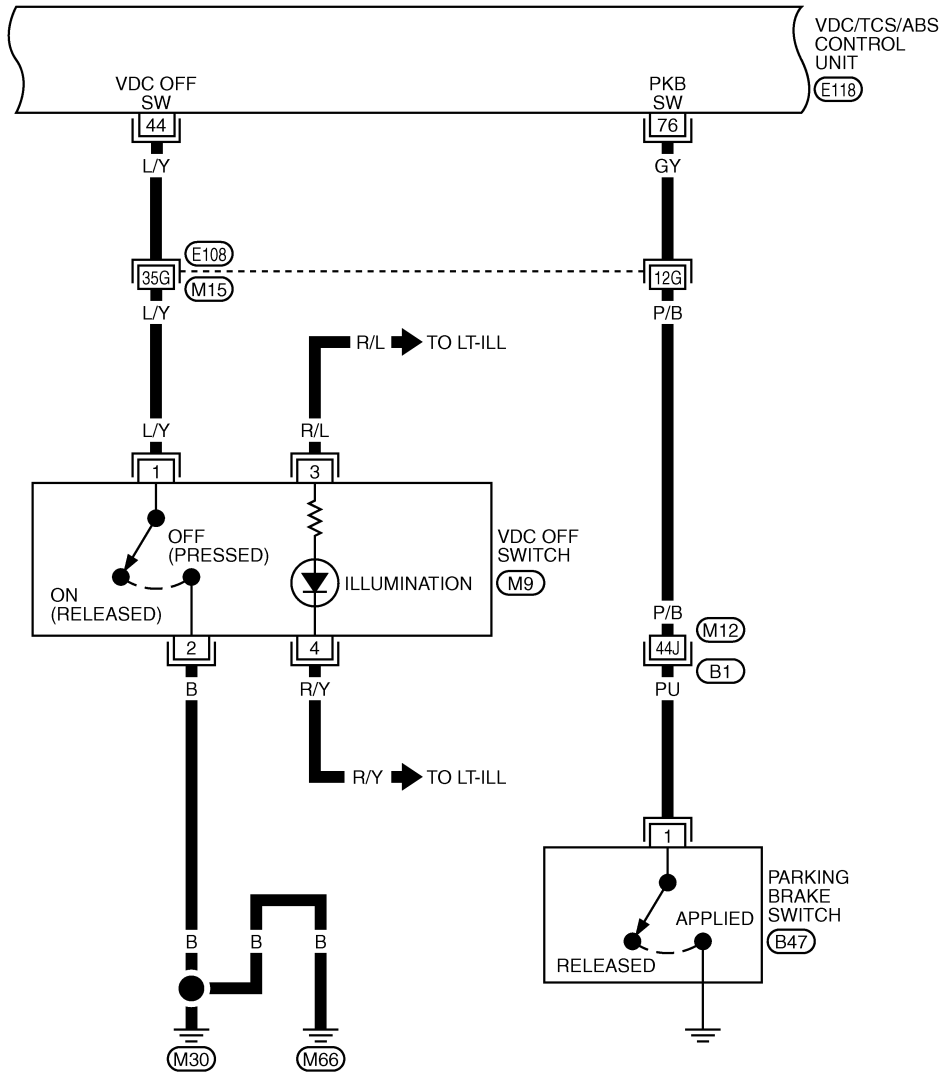 VDC/TCS/ABS
CONTROL
UNIT
E118
VDC OFF
SW
PKB
SW
44
76
L/Y
GY
E108
35G
12G
M15
L/Y
P/B
R/L
TO LT-ILL
L/Y
R/L
1
3
OFF
(PRESSED)
VDC OFF
SWITCH
M9
ILLUMINATION
ON
(RELEASED)
P/B
M12
2
4
44J
B1
B
R/Y
PU
R/Y
TO LT-ILL
1
PARKING
BRAKE
SWITCH
B47
APPLIED
RELEASED
B
B
B
M30
M66